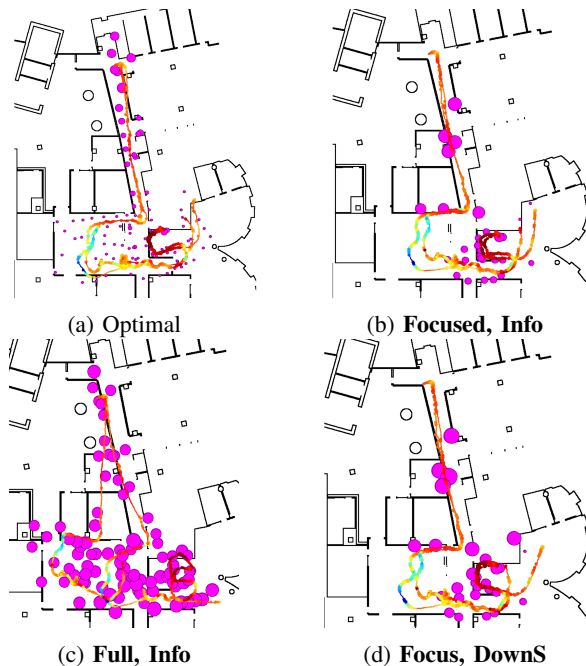 (a) Optimal
(b) Focused, Info
(c) Full, Info
(d) Focus, DownS